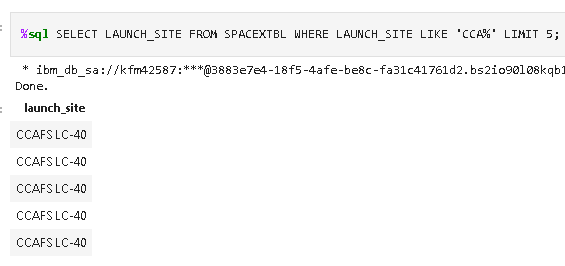 %sql SELECT LAUNCH_SITE FROM SPACEXTBL WHERE LAUNCH_SITE LIKE 'CCA%' LIMIT 5;
* ibm_db_sa://kfm42587:***@3883e7e4-18f5-4afe-be8c-fa31c41761d2.bs2io90l08kqb1
Done.
launch_site
CCAFS LC-40
CCAFS LC-40
CCAFS LC-40
CCAFS LC-40
CCAFS LC-40